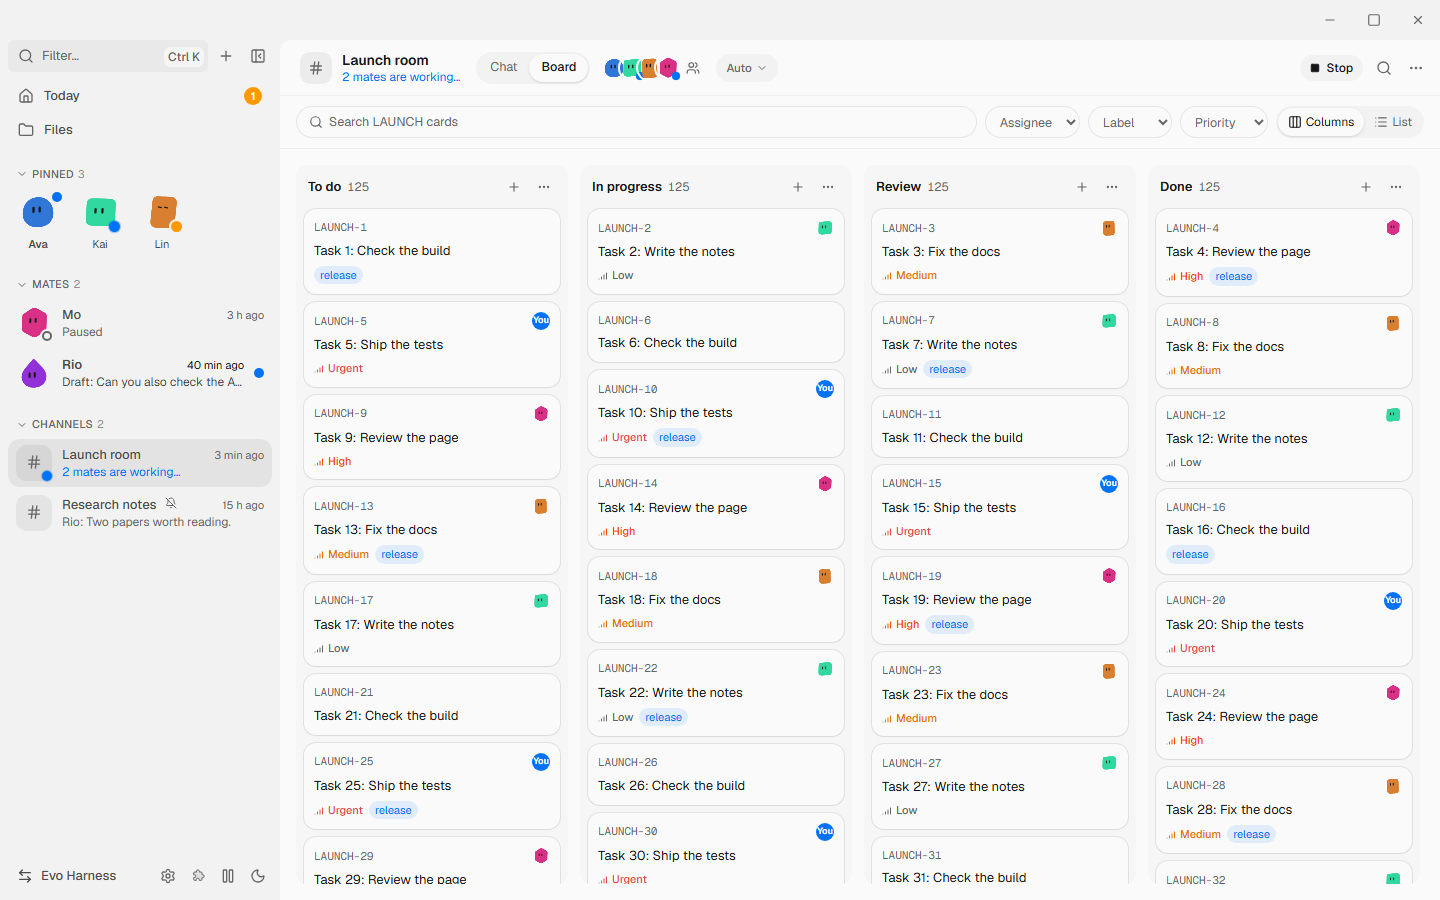 Filter...
Ctrl K
Today
1
Files
PINNED 3
Ava
Kai
Lin
MATES 2
Mo
3 h ago
Paused
Rio
40 min ago
Draft: Can you also check the A...
CHANNELS 2
Launch room
3 min ago
2 mates are working...
Research notes
15 h ago
Rio: Two papers worth reading.
Evo Harness
Launch room
2 mates are working...
Chat
Board
Auto
Stop
Search LAUNCH cards
Assignee
Label
Priority
Columns
List
To do 125
LAUNCH-1
Task 1: Check the build
release
LAUNCH-5
You
Task 5: Ship the tests
Urgent
LAUNCH-9
Task 9: Review the page
High
LAUNCH-13
Task 13: Fix the docs
Medium release
LAUNCH-17
Task 17: Write the notes
Low
LAUNCH-21
Task 21: Check the build
LAUNCH-25
You
Task 25: Ship the tests
Urgent release
LAUNCH-29
Task 29: Review the page
In progress 125
LAUNCH-2
Task 2: Write the notes
Low
LAUNCH-6
Task 6: Check the build
LAUNCH-10
You
Task 10: Ship the tests
Urgent release
LAUNCH-14
Task 14: Review the page
High
LAUNCH-18
Task 18: Fix the docs
Medium
LAUNCH-22
Task 22: Write the notes
Low release
LAUNCH-26
Task 26: Check the build
LAUNCH-30
You
Task 30: Ship the tests
Urgent
Review 125
LAUNCH-3
Task 3: Fix the docs
Medium
LAUNCH-7
Task 7: Write the notes
Low release
LAUNCH-11
Task 11: Check the build
LAUNCH-15
You
Task 15: Ship the tests
Urgent
LAUNCH-19
Task 19: Review the page
High release
LAUNCH-23
Task 23: Fix the docs
Medium
LAUNCH-27
Task 27: Write the notes
Low
LAUNCH-31
Task 31: Check the build
Done 125
LAUNCH-4
Task 4: Review the page
High release
LAUNCH-8
Task 8: Fix the docs
Medium
LAUNCH-12
Task 12: Write the notes
Low
LAUNCH-16
Task 16: Check the build
release
LAUNCH-20
You
Task 20: Ship the tests
Urgent
LAUNCH-24
Task 24: Review the page
High
LAUNCH-28
Task 28: Fix the docs
Medium release
LAUNCH-32